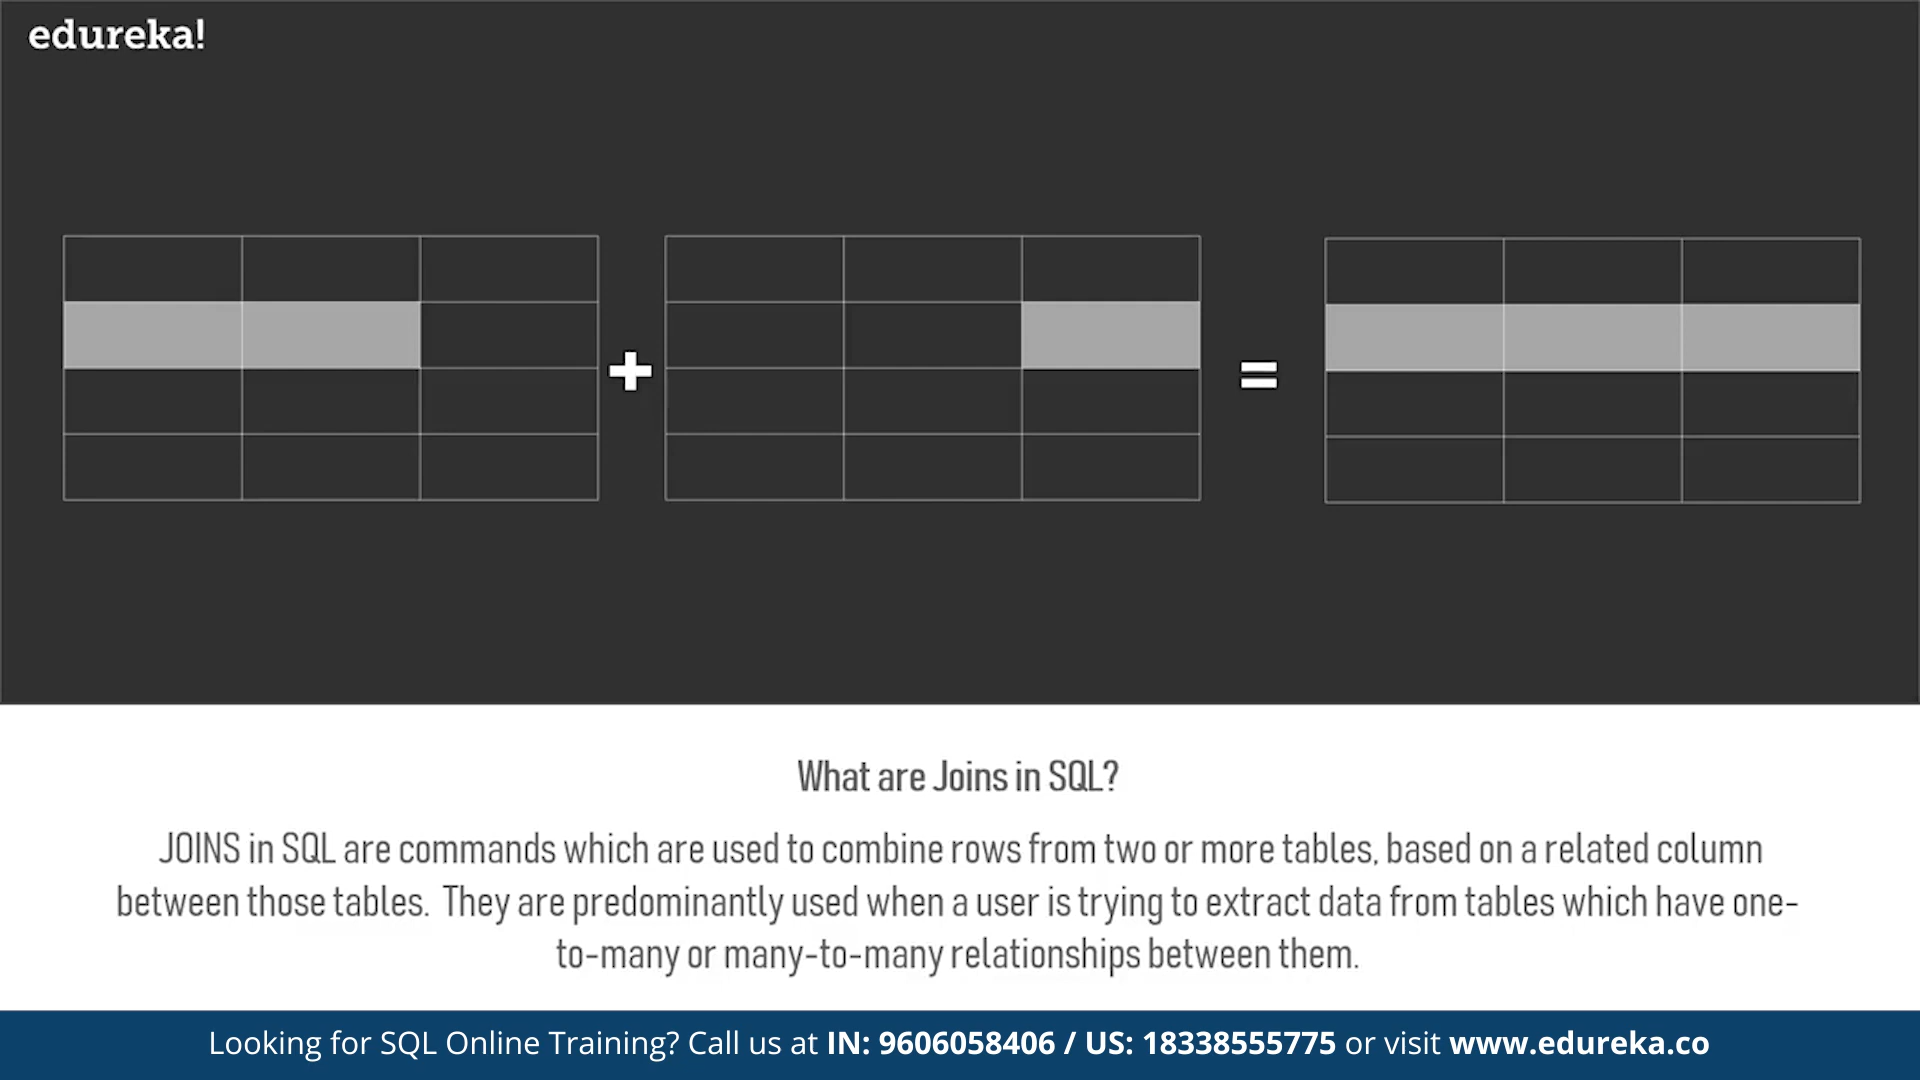 edureka!
What are Joins in SQL?
JOINS in SQL are commands which are used to combine rows from two or more tables, based on a related column
between those tables.  They are predominantly used when a user is trying to extract data from tables which have one-
to-many or many-to-many relationships between them.
Looking for SQL Online Training? Call us at IN: 9606058406 / US: 18338555775 or visit www.edureka.co